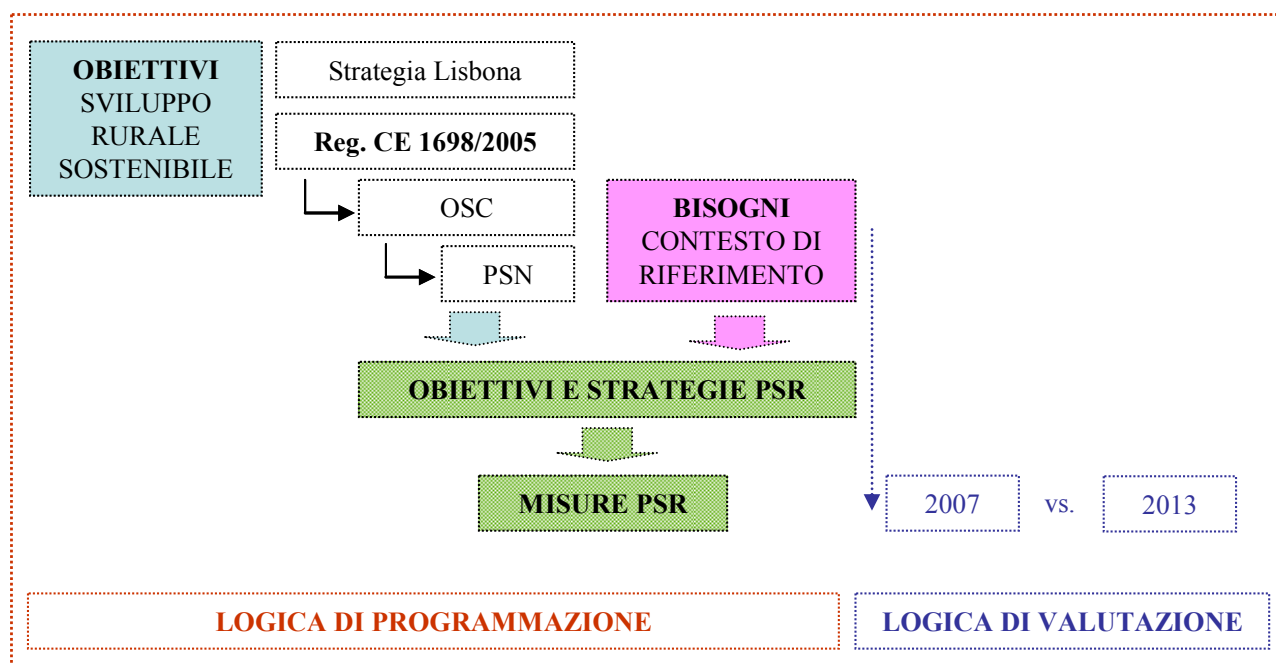 OBIETTIVI
SVILUPPO
RURALE
SOSTENIBILE
Strategia Lisbona
Reg. CE 1698/2005
OSC
PSN
BISOGNI
CONTESTO DI
RIFERIMENTO
OBIETTIVI E STRATEGIE PSR
MISURE PSR
2007 vs. 2013
LOGICA DI PROGRAMMAZIONE
LOGICA DI VALUTAZIONE